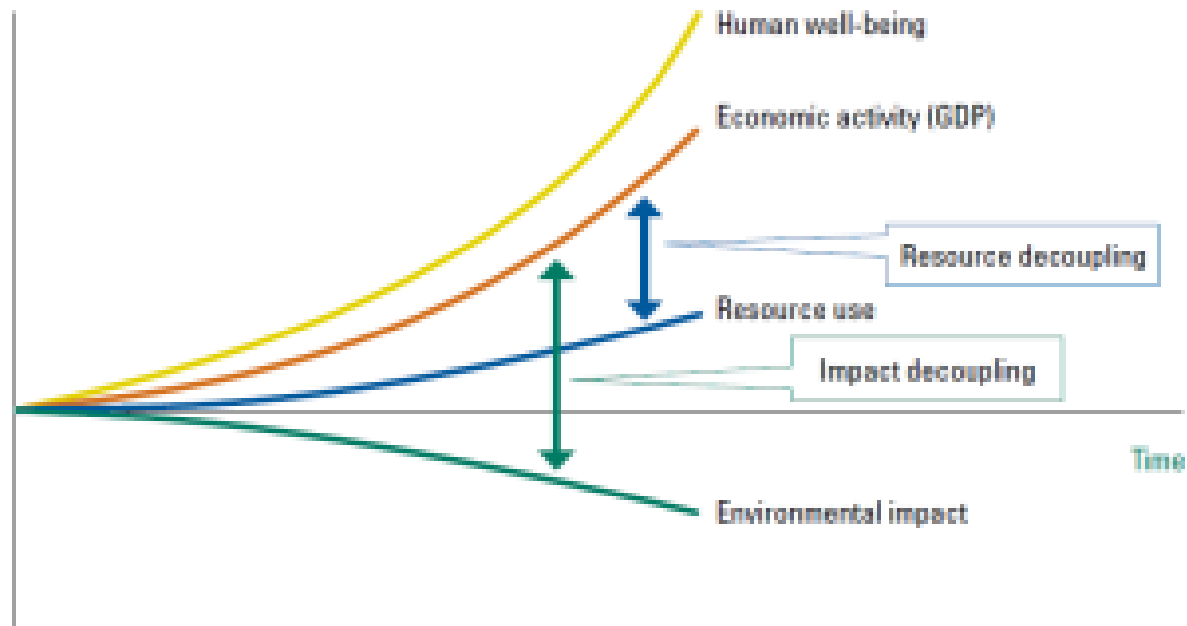 Human well-being
Economic activity (GDP)
Resource decoupling
Resource use
Impact decoupling
Time
Environmental impact